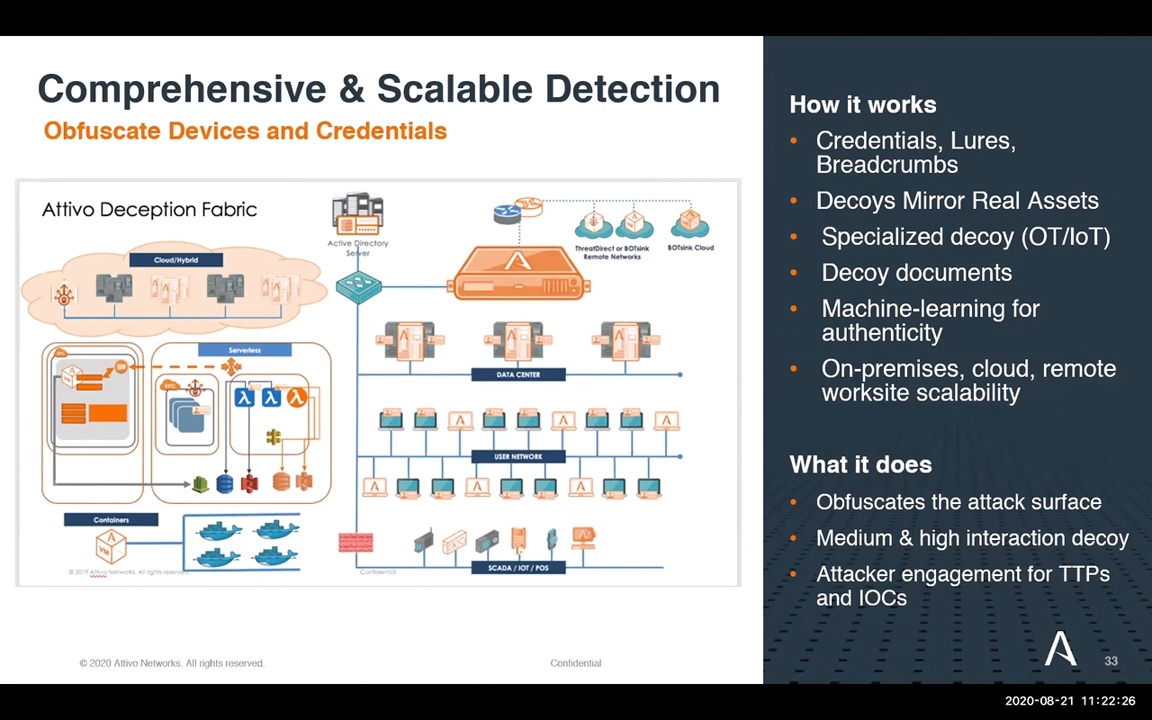 Comprehensive & Scalable Detection
Obfuscate Devices and Credentials
Attivo Deception Fabric
Active Directory
Server
ThreatDirect or BOTsink
Remote Networks
BOTsink Cloud
Cloud/Hybrid
Serverless
VPC
DATA CENTER
USER NETWORK
Containers
SCADA / IOT / POS
© 2019 Attivo Networks. All rights reserved.
Confidential
How it works
• Credentials, Lures,
Breadcrumbs
• Decoys Mirror Real Assets
• Specialized decoy (OT/IoT)
• Decoy documents
• Machine-learning for
authenticity
• On-premises, cloud, remote
worksite scalability
What it does
• Obfuscates the attack surface
• Medium & high interaction decoy
• Attacker engagement for TTPs
and IOCs
© 2020 Attivo Networks. All rights reserved.
Confidential
33
2020-08-21 11:22:26